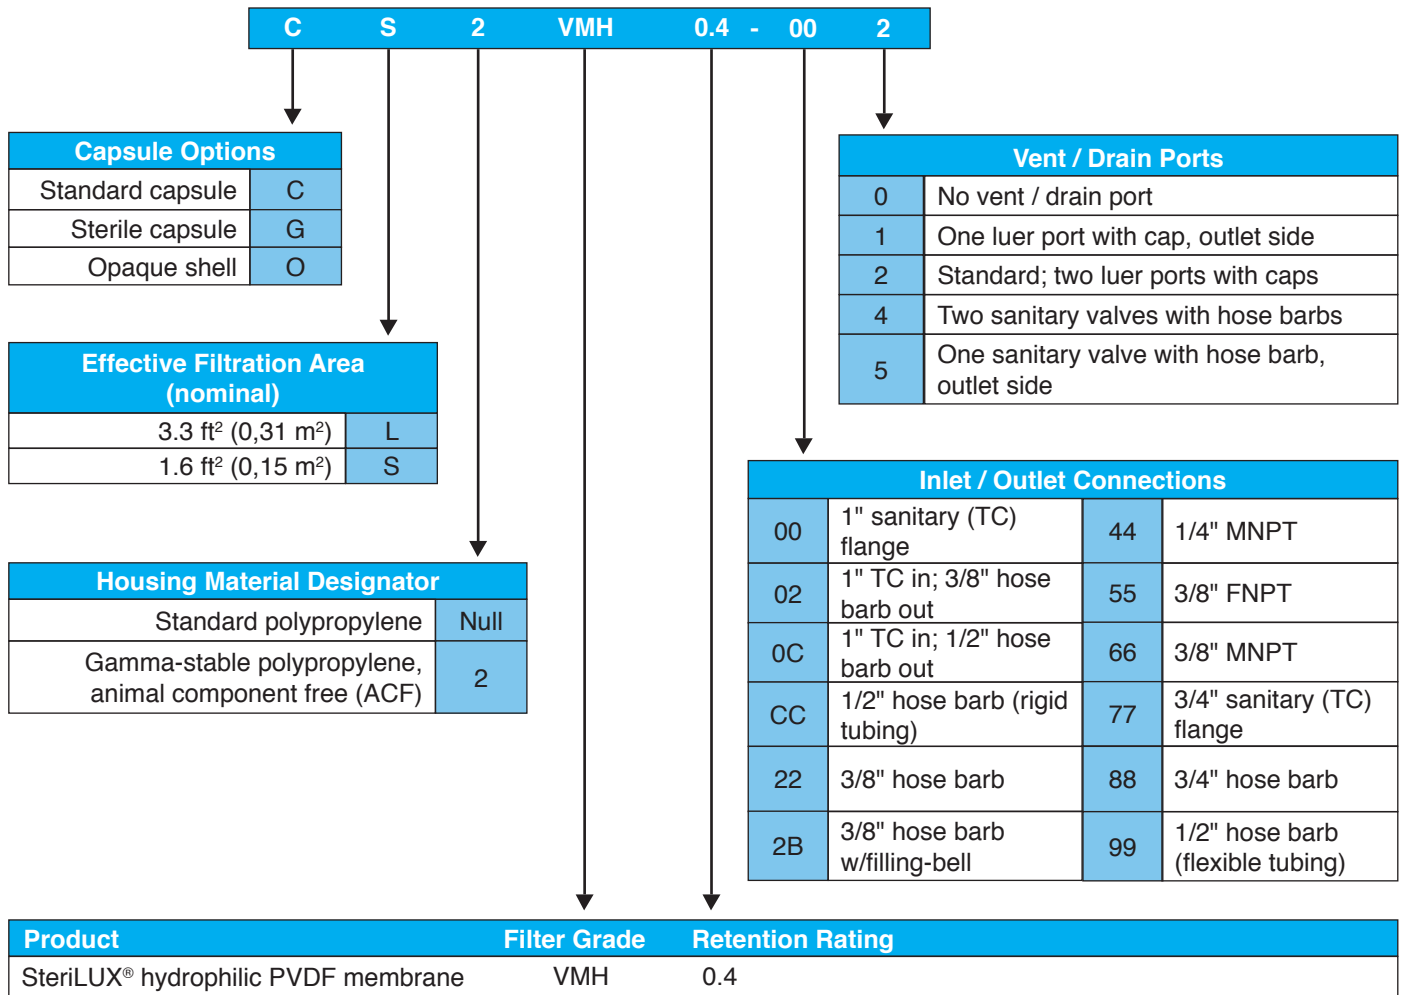 C S 2 VMH 0.4 - 00 2
Capsule Options
Standard capsule C
Sterile capsule G
Opaque shell O
Effective Filtration Area
(nominal)
3.3 ft² (0,31 m²) L
1.6 ft² (0,15 m²) S
Housing Material Designator
Standard polypropylene Null
Gamma-stable polypropylene,
animal component free (ACF) 2
Vent / Drain Ports
0 No vent / drain port
1 One luer port with cap, outlet side
2 Standard; two luer ports with caps
4 Two sanitary valves with hose barbs
5 One sanitary valve with hose barb,
outlet side
Inlet / Outlet Connections
00 1" sanitary (TC)
flange
44 1/4" MNPT
02 1" TC in; 3/8" hose
barb out
55 3/8" FNPT
0C 1" TC in; 1/2" hose
barb out
66 3/8" MNPT
CC 1/2" hose barb (rigid
tubing)
77 3/4" sanitary (TC)
flange
22 3/8" hose barb
88 3/4" hose barb
2B 3/8" hose barb
w/filling-bell
99 1/2" hose barb
(flexible tubing)
Product Filter Grade Retention Rating
SteriLUX® hydrophilic PVDF membrane VMH 0.4